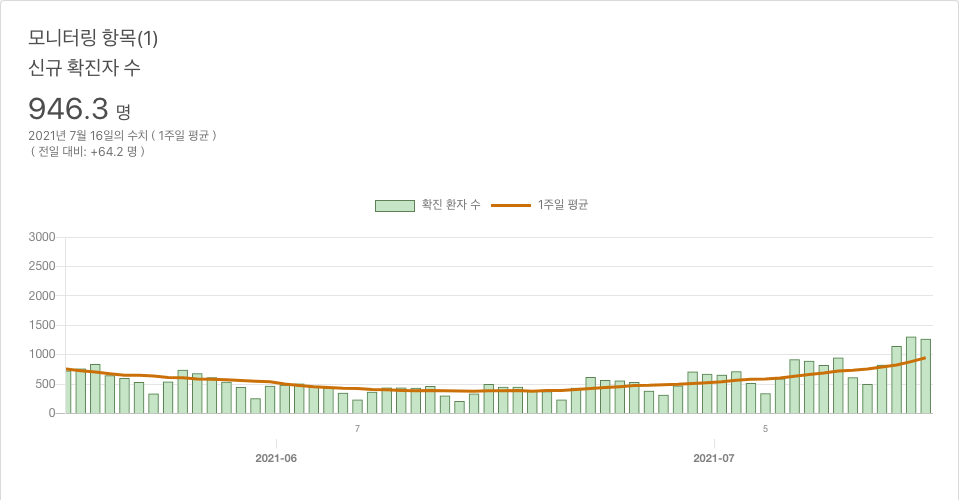 모니터링 항목(1)
신규 확진자 수
946.3 명
2021년 7월 16일의 수치 ( 1주일 평균 )
( 전일 대비: +64.2 명 )
확진 환자 수 1주일 평균
3000
2500
2000
1500
1000
500
0
7 5
2021-06 2021-07